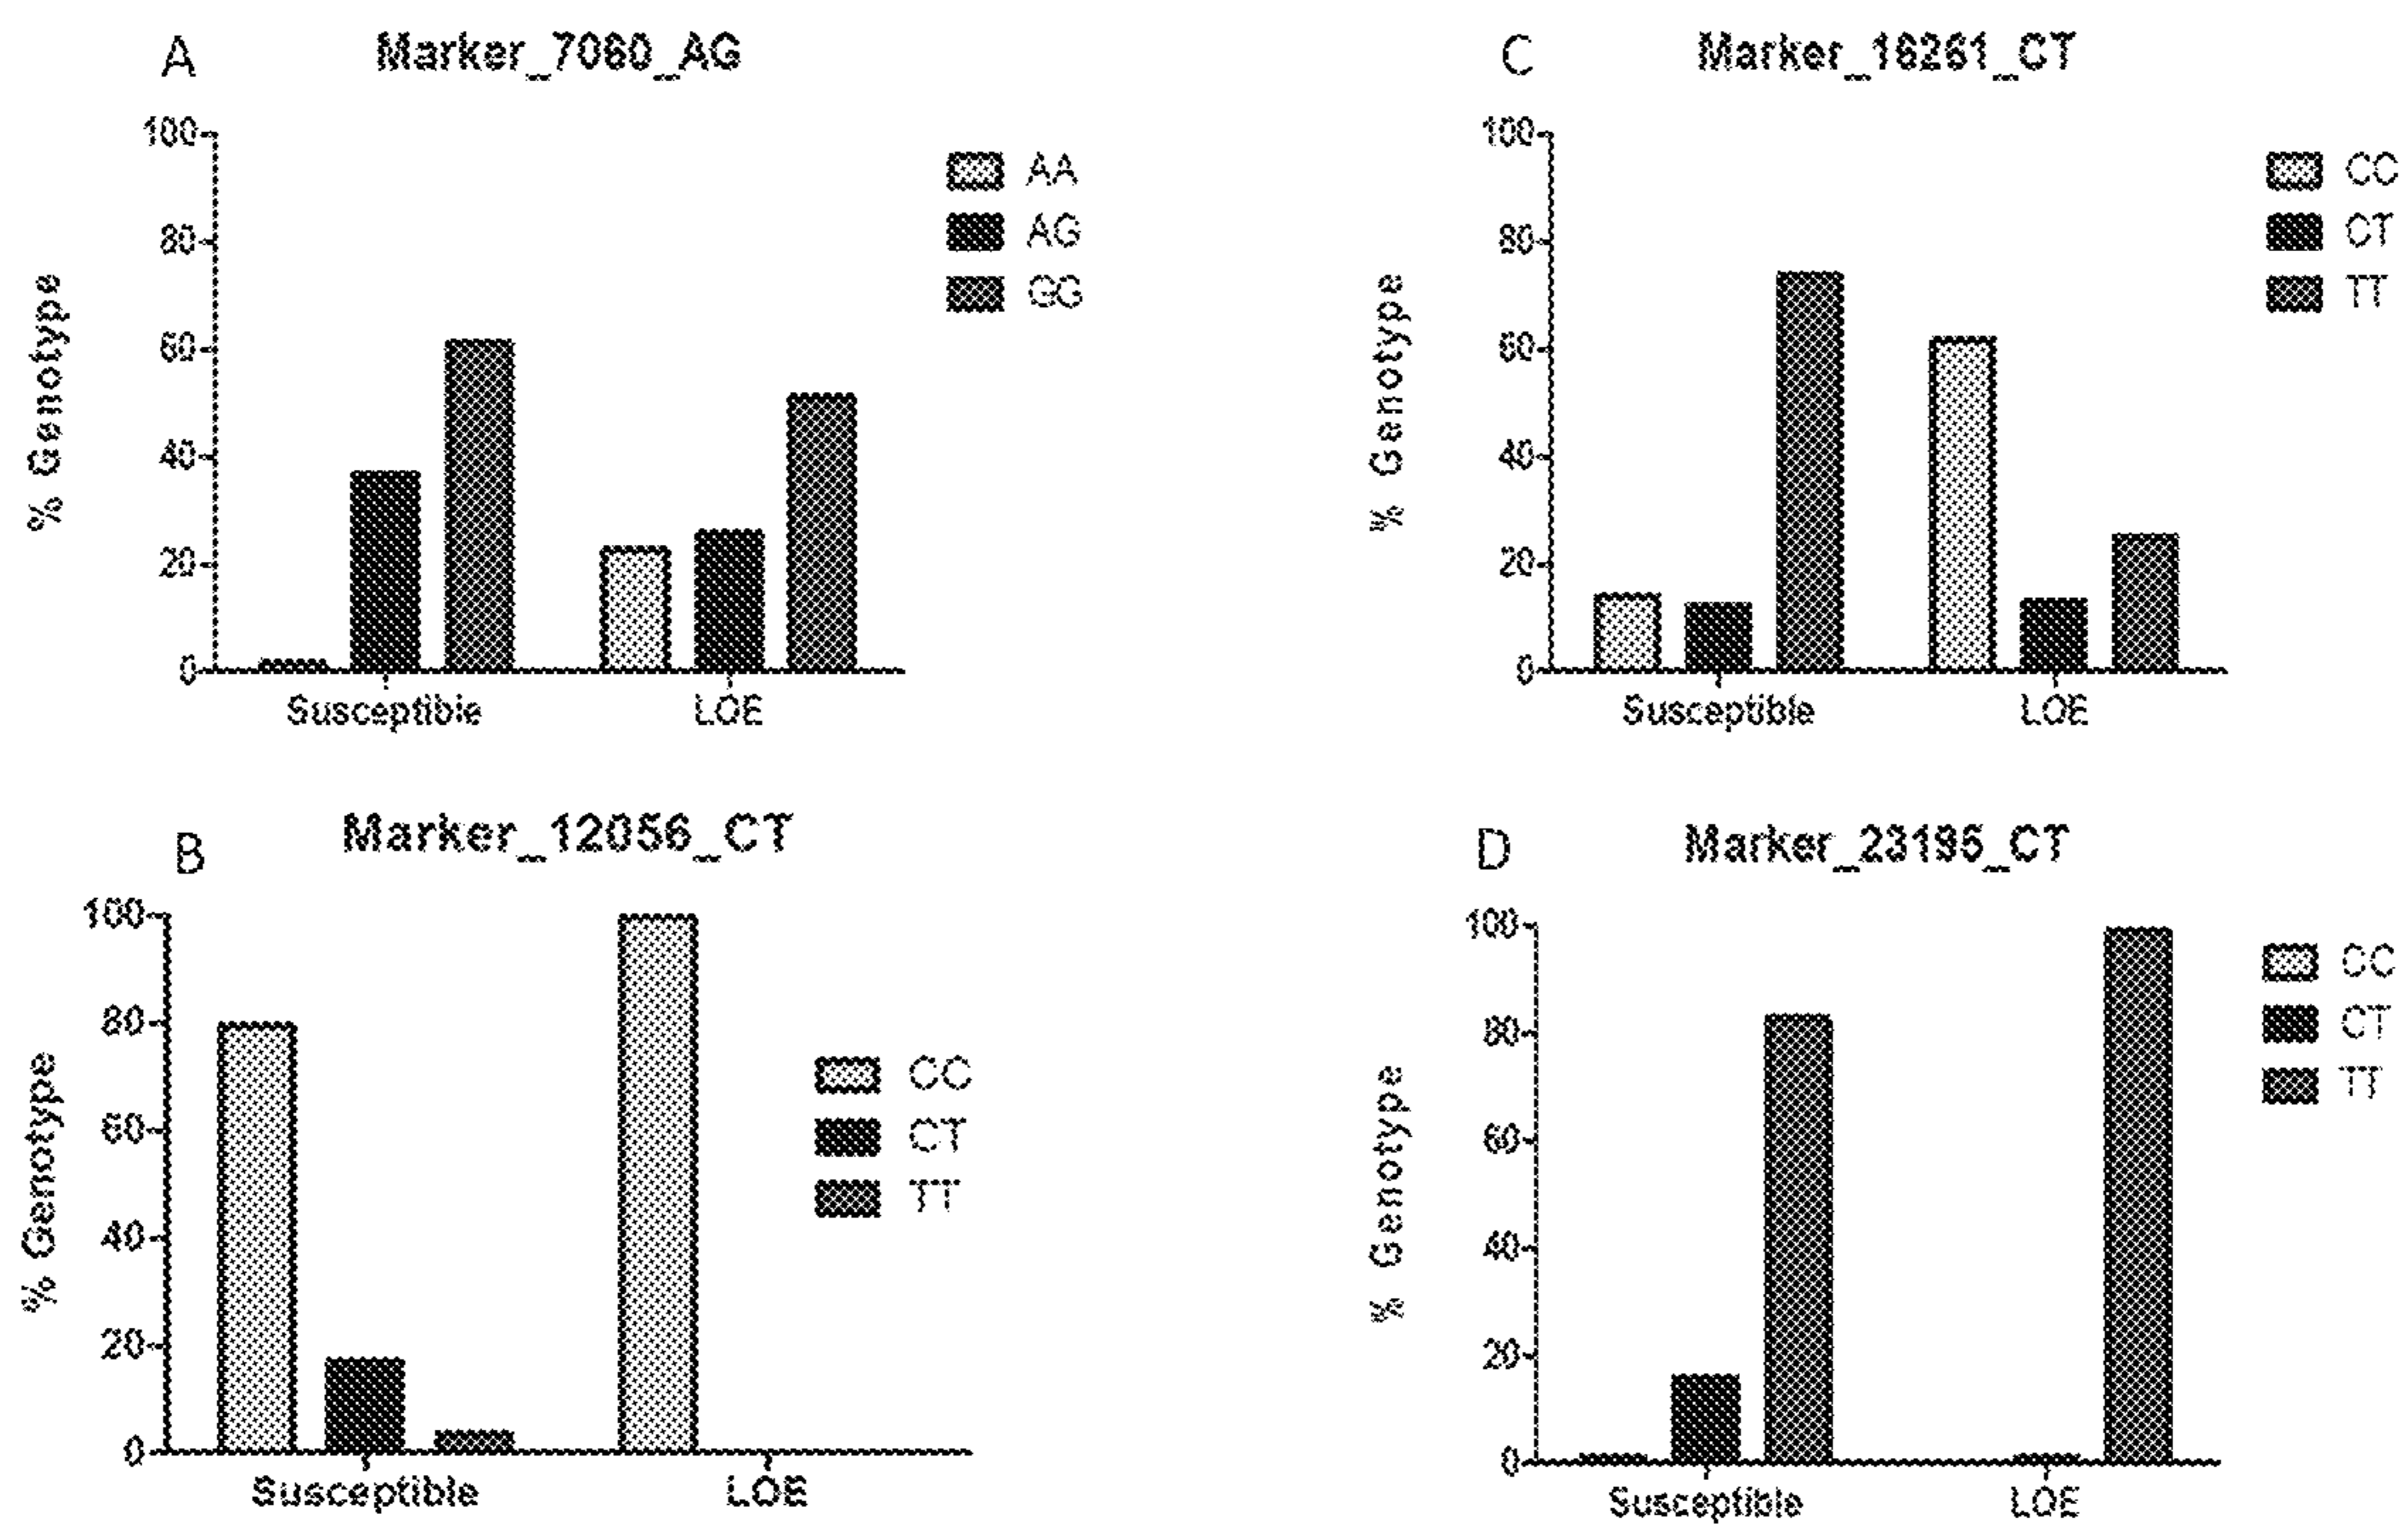 A Marker_7060_AG
100
80
60
40
20
0
% Genotype
AA
AG
GG
Susceptible LOE
C Marker_16261_CT
100
80
60
40
20
0
% Genotype
CC
CT
TT
Susceptible LOE
B Marker_12056_CT
100
80
60
40
20
0
% Genotype
CC
CT
TT
Susceptible LOE
D Marker_23195_CT
100
80
60
40
20
0
% Genotype
CC
CT
TT
Susceptible LOE